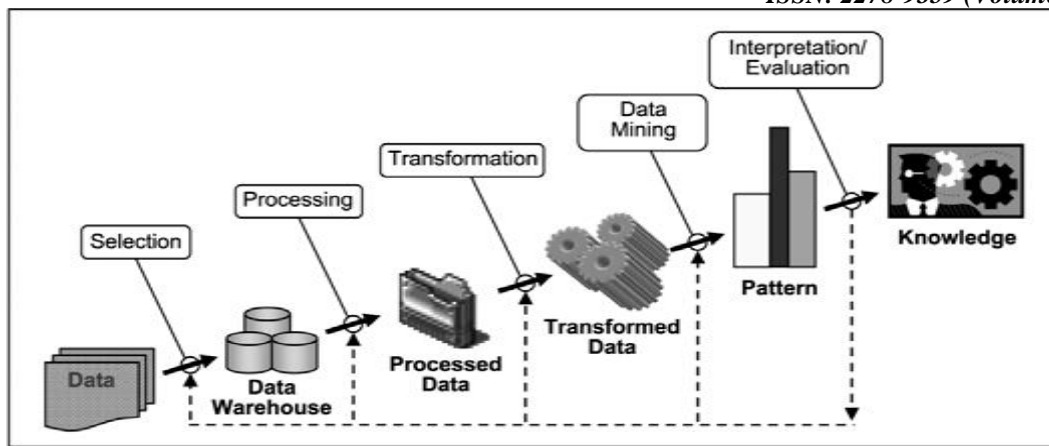 Interpretation/
Evaluation
Data
Mining
Transformation
Processing
Selection
Knowledge
Pattern
Transformed
Data
Processed
Data
Data
Warehouse
Data